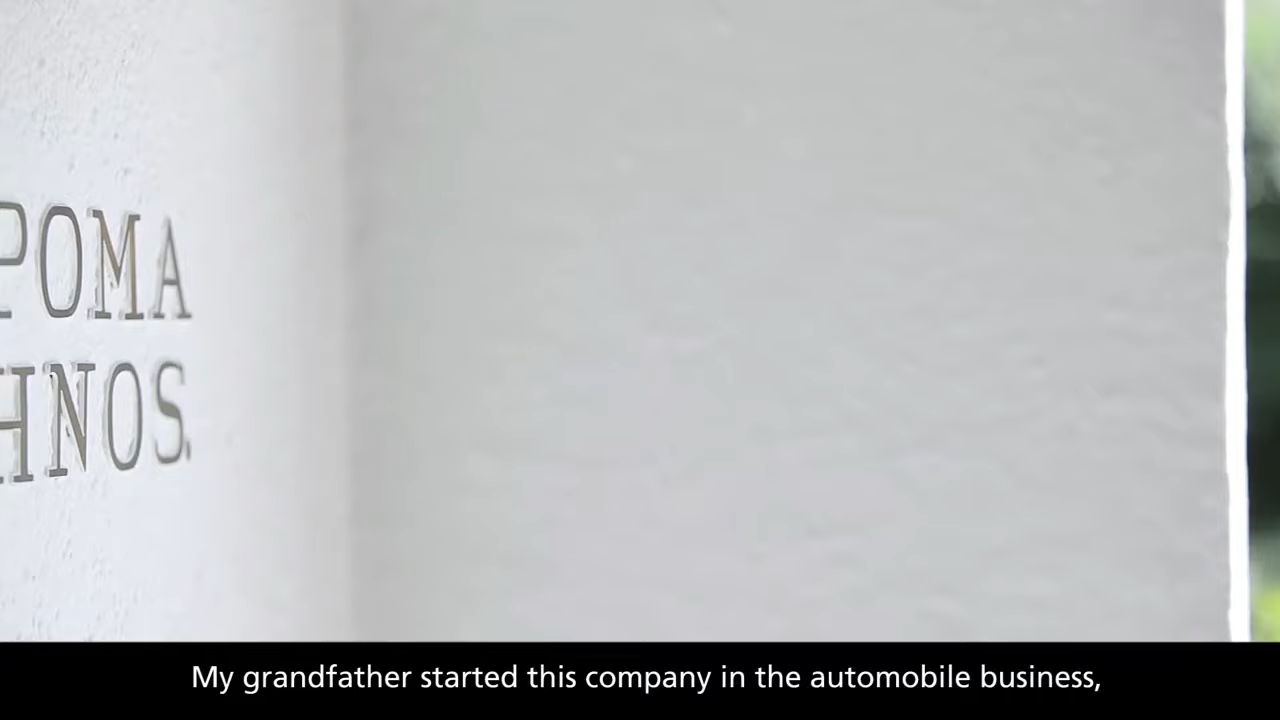 POMA
HNOS.
My grandfather started this company in the automobile business,